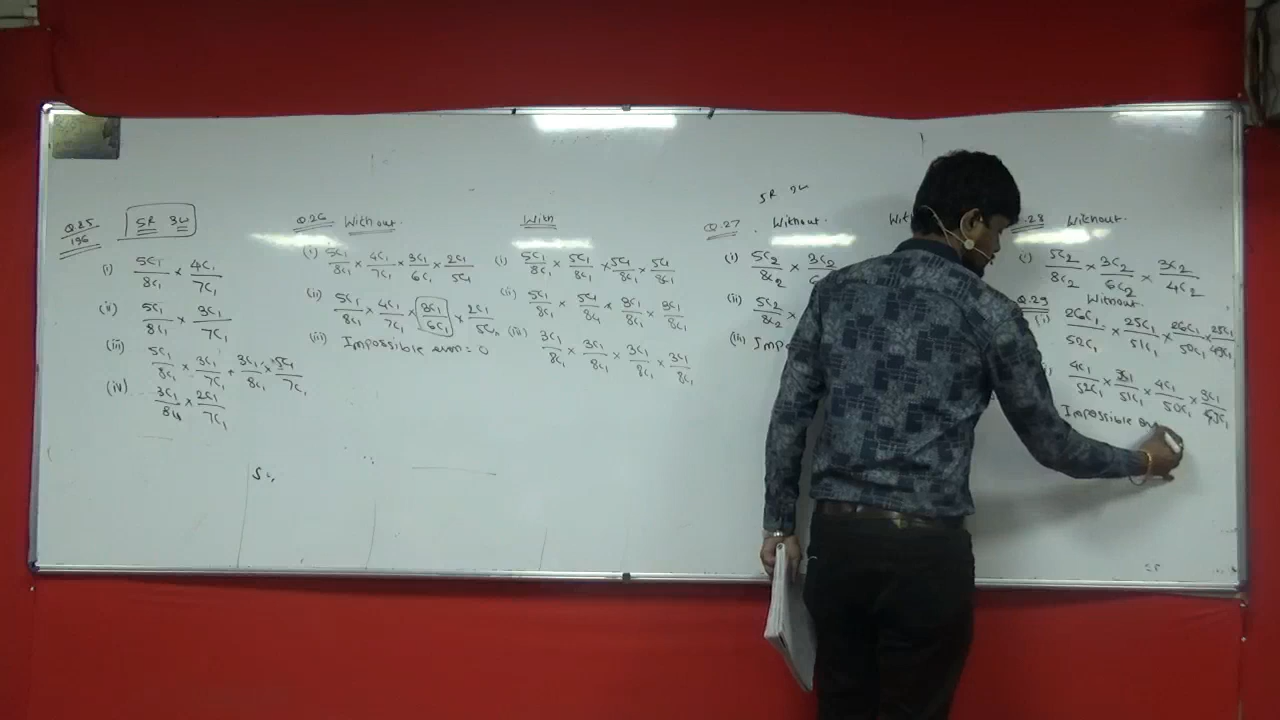 Q.25
196
5R 3W
(i) 5C1/8C1 × 4C1/7C1
(ii) 5C1/8C1 × 3C1/7C1
(iii) 5C1/8C1 × 3C1/7C1 + 3C1/8C1 × 5C1/7C1
(iv) 3C1/8C1 × 2C1/7C1
Q.26 Without.
(i) 5C1/8C1 × 4C1/7C1 × 3C1/6C1 × 2C1/5C1
(ii) 5C1/8C1 × 4C1/7C1 × 3C1/6C1 × 2C1/5C1
(iii) Impossible even = 0
With
(i) 5C1/8C1 × 5C1/8C1 × 5C1/8C1 × 5C1/8C1
(ii) 5C1/8C1 × 5C1/8C1 × 3C1/8C1 × 3C1/8C1
(iii) 3C1/8C1 × 3C1/8C1 × 3C1/8C1 × 3C1/8C1
5R 3W
Q.27 Without.
(i) 5C2/8C2 × 3C2/
(ii) 5C2/8C2 ×
(iii) Impo
Wit
.28 Without.
(i) 5C2/8C2 × 3C2/6C2 × 3C2/4C2
Q.29 Without.
(i) 26C1/52C1 × 25C1/51C1 × 26C1/50C1 × 25C1/49C1
4C1/52C1 × 3C1/51C1 × 4C1/50C1 × 3C1/49C1
Impossible eve